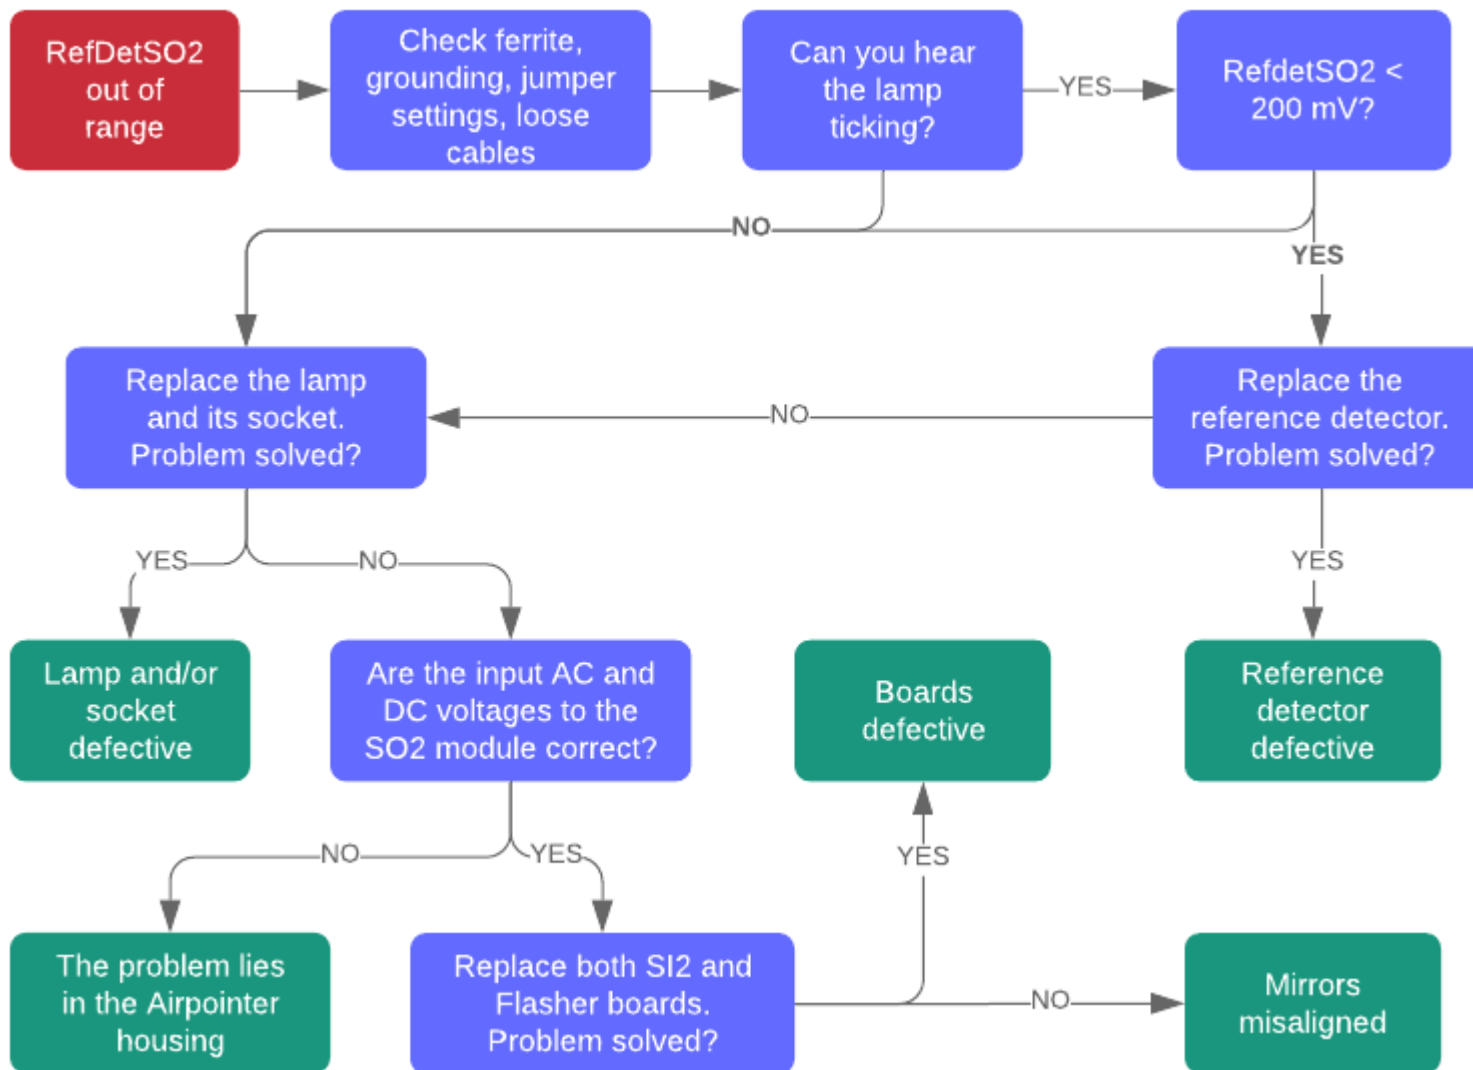 RefDetSO2
out of
range
Check ferrite,
grounding, jumper
settings, loose
cables
Can you hear
the lamp
ticking?
YES
RefdetSO2 <
200 mV?
NO
YES
Replace the lamp
and its socket.
Problem solved?
NO
Replace the
reference detector.
Problem solved?
YES
NO
YES
Lamp and/or
socket
defective
Are the input AC and
DC voltages to the
SO2 module correct?
Boards
defective
Reference
detector
defective
NO
YES
YES
The problem lies
in the Airpointer
housing
Replace both SI2 and
Flasher boards.
Problem solved?
NO
Mirrors
misaligned